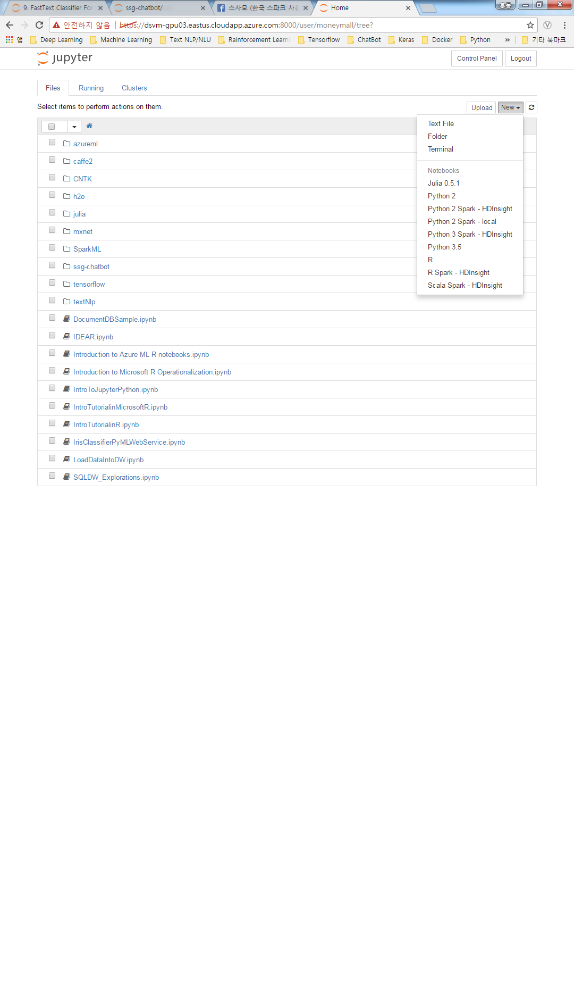 9. FastText Classifier For
ssg-chatbot/
스사모 (한국 스파크 사용
Home
홍동
안전하지 않음 https://dsvm-gpu03.eastus.cloudapp.azure.com:8000/user/moneymall/tree?
앱 Deep Learning Machine Learning Text NLP/NLU Rainforcement Learni Tensorflow ChatBot Keras Docker Python » 기타 북마크
jupyter
Control Panel Logout
Files Running Clusters
Select items to perform actions on them.
Upload New
Text File
Folder
Terminal
Notebooks
Julia 0.5.1
Python 2
Python 2 Spark - HDInsight
Python 2 Spark - local
Python 3 Spark - HDInsight
Python 3.5
R
R Spark - HDInsight
Scala Spark - HDInsight
azureml
caffe2
CNTK
h2o
julia
mxnet
SparkML
ssg-chatbot
tensorflow
textNlp
DocumentDBSample.ipynb
IDEAR.ipynb
Introduction to Azure ML R notebooks.ipynb
Introduction to Microsoft R Operationalization.ipynb
IntroToJupyterPython.ipynb
IntroTutorialinMicrosoftR.ipynb
IntroTutorialinR.ipynb
IrisClassifierPyMLWebService.ipynb
LoadDataIntoDW.ipynb
SQLDW_Explorations.ipynb